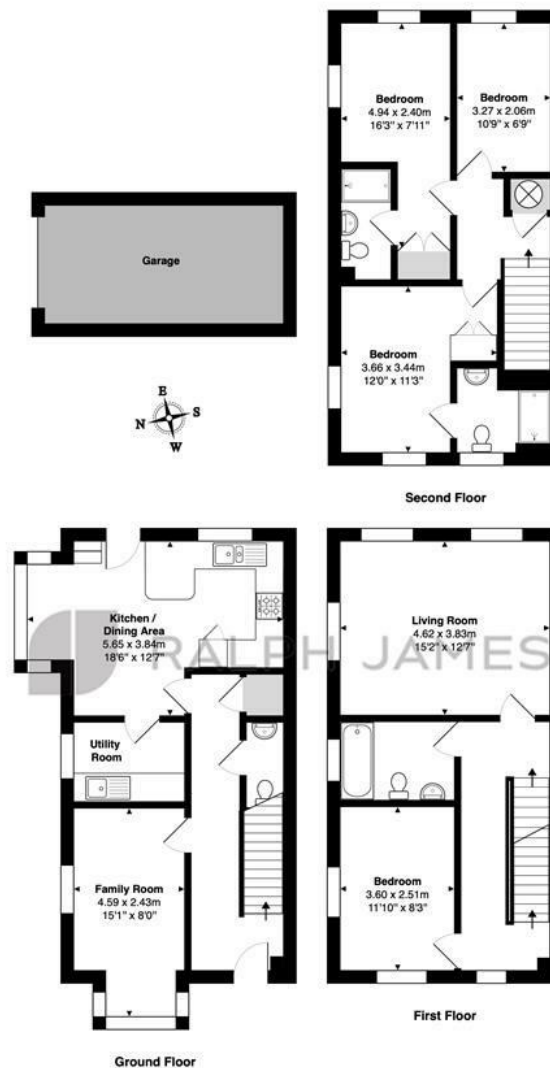 Bedroom
4.94 x 2.40m
16'3" x 7'11"
Bedroom
3.27 x 2.06m
10'9" x 6'9"
Garage
E
N
S
W
Bedroom
3.66 x 3.44m
12'0" x 11'3"
Second Floor
Kitchen /
Dining Area
5.65 x 3.84m
18'6" x 12'7"
Living Room
4.62 x 3.83m
15'2" x 12'7"
RALPH JAMES
Utility
Room
Family Room
4.59 x 2.43m
15'1" x 8'0"
Bedroom
3.60 x 2.51m
11'10" x 8'3"
First Floor
Ground Floor